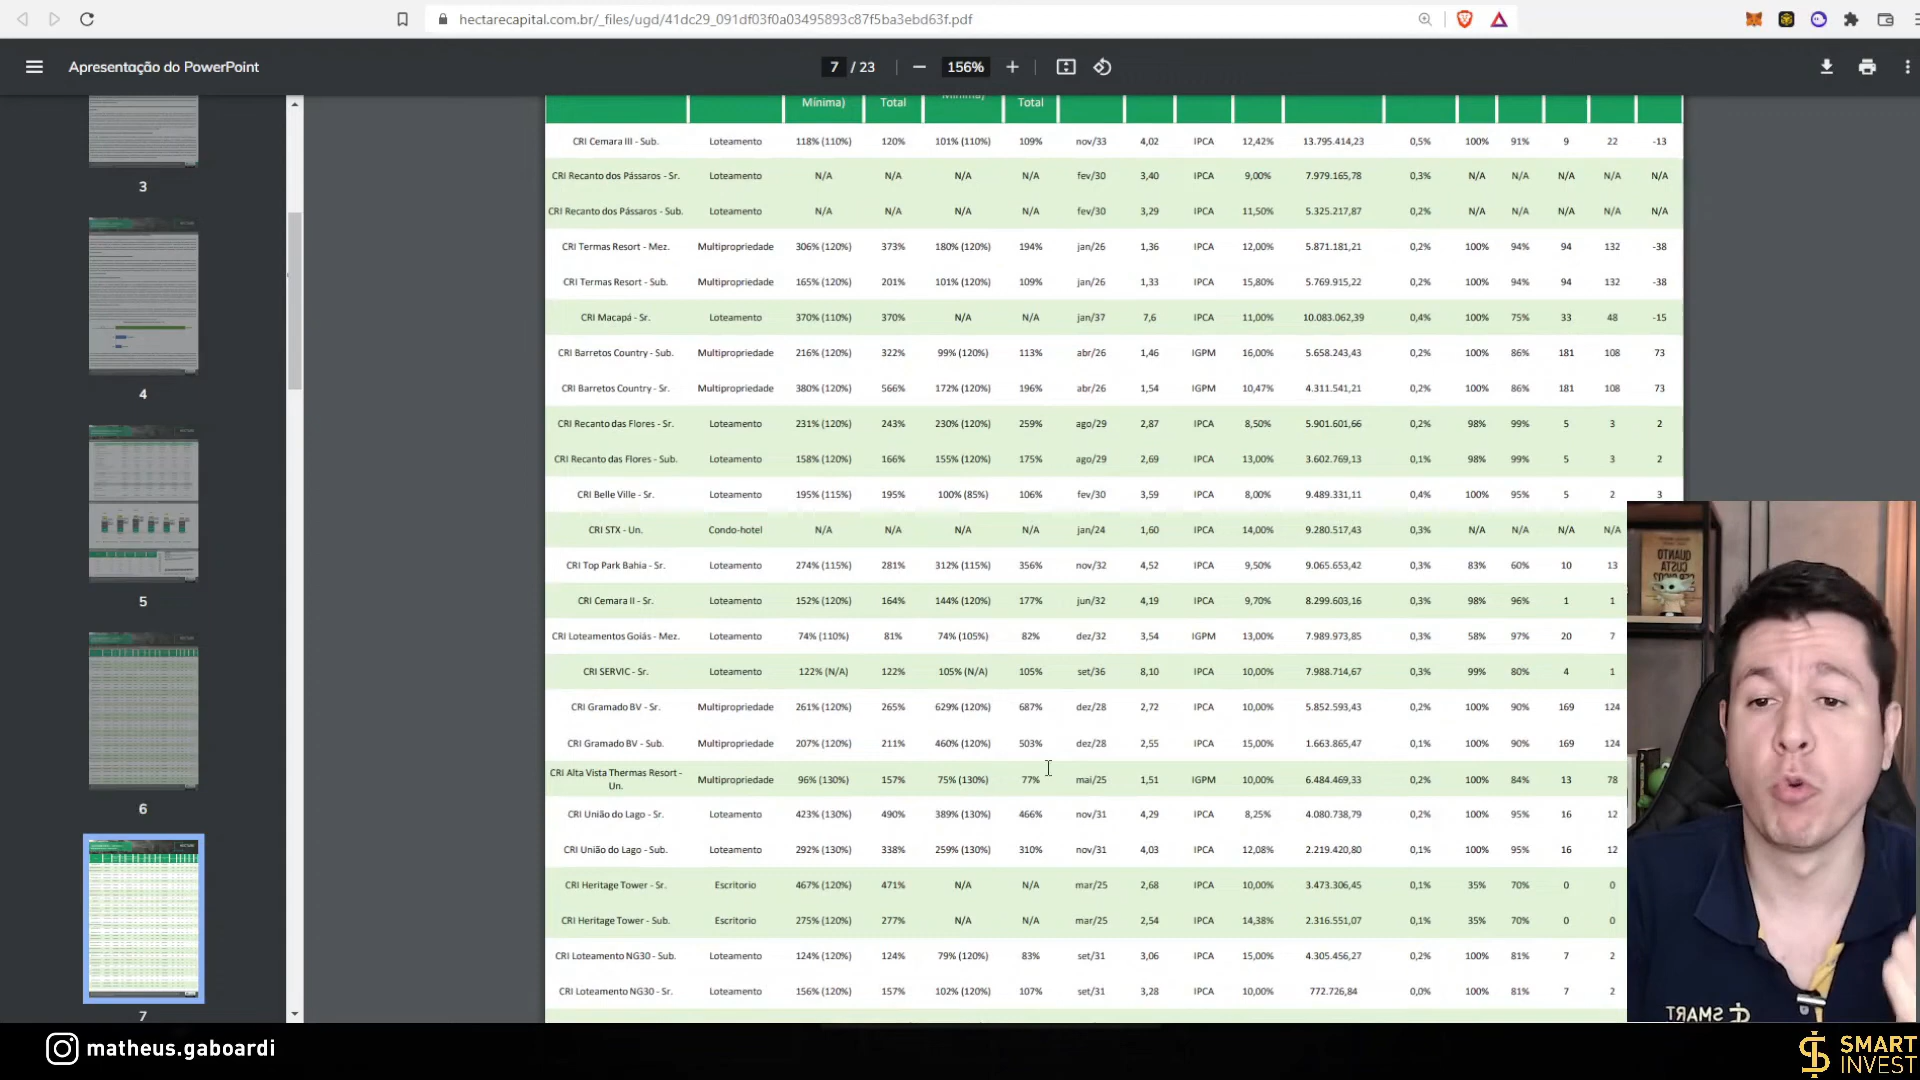 hectarecapital.com.br/_files/ugd/41dc29_091df03f0a03495893c87f5ba3ebd63f.pdf
Apresentação do PowerPoint
7 / 23
156%
3
4
5
6
7
Mínima) Total Mínima) Total
CRI Cemara III - Sub. Loteamento 118% (110%) 120% 101% (110%) 109% nov/33 4,02 IPCA 12,42% 13.795.414,23 0,5% 100% 91% 9 22 -13
CRI Recanto dos Pássaros - Sr. Loteamento N/A N/A N/A N/A fev/30 3,40 IPCA 9,00% 7.979.165,78 0,3% N/A N/A N/A N/A N/A
CRI Recanto dos Pássaros - Sub. Loteamento N/A N/A N/A N/A fev/30 3,29 IPCA 11,50% 5.325.217,87 0,2% N/A N/A N/A N/A N/A
CRI Termas Resort - Mez. Multipropriedade 306% (120%) 373% 180% (120%) 194% jan/26 1,36 IPCA 12,00% 5.871.181,21 0,2% 100% 94% 94 132 -38
CRI Termas Resort - Sub. Multipropriedade 165% (120%) 201% 101% (120%) 109% jan/26 1,33 IPCA 15,80% 5.769.915,22 0,2% 100% 94% 94 132 -38
CRI Macapá - Sr. Loteamento 370% (110%) 370% N/A N/A jan/37 7,6 IPCA 11,00% 10.083.062,39 0,4% 100% 75% 33 48 -15
CRI Barretos Country - Sub. Multipropriedade 216% (120%) 322% 99% (120%) 113% abr/26 1,46 IGPM 16,00% 5.658.243,43 0,2% 100% 86% 181 108 73
CRI Barretos Country - Sr. Multipropriedade 380% (120%) 566% 172% (120%) 196% abr/26 1,54 IGPM 10,47% 4.311.541,21 0,2% 100% 86% 181 108 73
CRI Recanto das Flores - Sr. Loteamento 231% (120%) 243% 230% (120%) 259% ago/29 2,87 IPCA 8,50% 5.901.601,66 0,2% 98% 99% 5 3 2
CRI Recanto das Flores - Sub. Loteamento 158% (120%) 166% 155% (120%) 175% ago/29 2,69 IPCA 13,00% 3.602.769,13 0,1% 98% 99% 5 3 2
CRI Belle Ville - Sr. Loteamento 195% (115%) 195% 100% (85%) 106% fev/30 3,59 IPCA 8,00% 9.489.331,11 0,4% 100% 95% 5 2 3
CRI STX - Un. Condo-hotel N/A N/A N/A N/A jan/24 1,60 IPCA 14,00% 9.280.517,43 0,3% N/A N/A N/A N/A
CRI Top Park Bahia - Sr. Loteamento 274% (115%) 281% 312% (115%) 356% nov/32 4,52 IPCA 9,50% 9.065.653,42 0,3% 83% 60% 10 13
CRI Cemara II - Sr. Loteamento 152% (120%) 164% 144% (120%) 177% jun/32 4,19 IPCA 9,70% 8.299.603,16 0,3% 98% 96% 1 1
CRI Loteamentos Goiás - Mez. Loteamento 74% (110%) 81% 74% (105%) 82% dez/32 3,54 IGPM 13,00% 7.989.973,85 0,3% 58% 97% 20 7
CRI SERVIC - Sr. Loteamento 122% (N/A) 122% 105% (N/A) 105% set/36 8,10 IPCA 10,00% 7.988.714,67 0,3% 99% 80% 4 1
CRI Gramado BV - Sr. Multipropriedade 261% (120%) 265% 629% (120%) 687% dez/28 2,72 IPCA 10,00% 5.852.593,43 0,2% 100% 90% 169 124
CRI Gramado BV - Sub. Multipropriedade 207% (120%) 211% 460% (120%) 503% dez/28 2,55 IPCA 15,00% 1.663.865,47 0,1% 100% 90% 169 124
CRI Alta Vista Thermas Resort -
Un. Multipropriedade 96% (130%) 157% 75% (130%) 77% mai/25 1,51 IGPM 10,00% 6.484.469,33 0,2% 100% 84% 13 78
CRI União do Lago - Sr. Loteamento 423% (130%) 490% 389% (130%) 466% nov/31 4,29 IPCA 8,25% 4.080.738,79 0,2% 100% 95% 16 12
CRI União do Lago - Sub. Loteamento 292% (130%) 338% 259% (130%) 310% nov/31 4,03 IPCA 12,08% 2.219.420,80 0,1% 100% 95% 16 12
CRI Heritage Tower - Sr. Escritorio 467% (120%) 471% N/A N/A mar/25 2,68 IPCA 10,00% 3.473.306,45 0,1% 35% 70% 0 0
CRI Heritage Tower - Sub. Escritorio 275% (120%) 277% N/A N/A mar/25 2,54 IPCA 14,38% 2.316.551,07 0,1% 35% 70% 0 0
CRI Loteamento NG30 - Sub. Loteamento 124% (120%) 124% 79% (120%) 83% set/31 3,06 IPCA 15,00% 4.305.456,27 0,2% 100% 81% 7 2
CRI Loteamento NG30 - Sr. Loteamento 156% (120%) 157% 102% (120%) 107% set/31 3,28 IPCA 10,00% 772.726,84 0,0% 100% 81% 7 2
QUANTO
CUSTA
SMART
matheus.gaboardi
SMART
INVEST